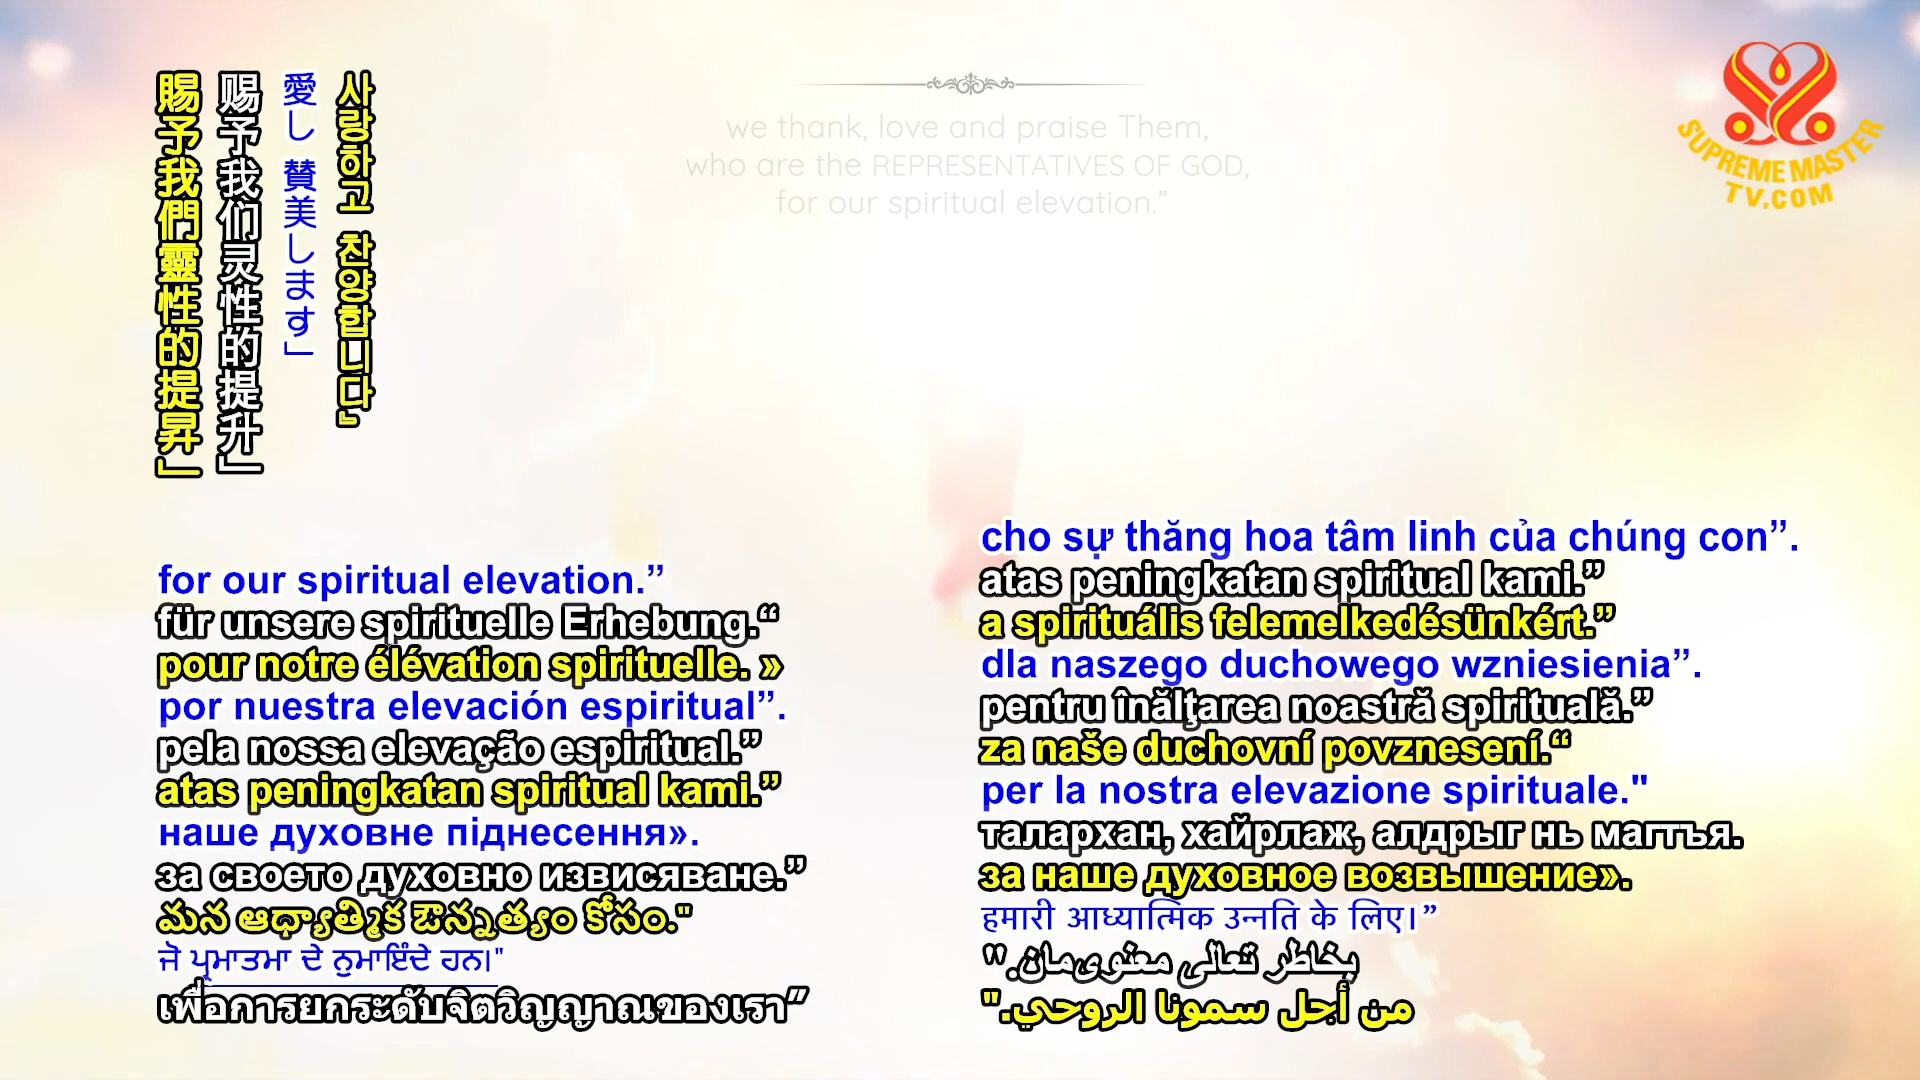 賜予我們靈性的提昇」
赐予我们灵性的提升」
愛し 賛美します」
사랑하고 찬양합니다』
we thank, love and praise Them,
who are the REPRESENTATIVES OF GOD,
for our spiritual elevation.”
SUPREME MASTER
TV.COM
for our spiritual elevation.”
für unsere spirituelle Erhebung.“
pour notre élévation spirituelle. »
por nuestra elevación espiritual”.
pela nossa elevação espiritual.”
atas peningkatan spiritual kami.”
наше духовне піднесення».
за своето духовно извисяване.”
మన ఆధ్యాత్మిక ఔన్నత్యం కోసం."
ਜੋ ਪ੍ਰਮਾਤਮਾ ਦੇ ਨੁਮਾਇੰਦੇ ਹਨ।"
เพื่อการยกระดับจิตวิญญาณของเรา”
cho sự thăng hoa tâm linh của chúng con”.
atas peningkatan spiritual kami.”
a spirituális felemelkedésünkért.”
dla naszego duchowego wzniesienia”.
pentru înălţarea noastră spirituală.”
za naše duchovní povznesení.“
per la nostra elevazione spirituale."
талархан, хайрлаж, алдрыг нь магтъя.
за наше духовное возвышение».
हमारी आध्यात्मिक उन्नति के लिए।”
بخاطر تعالی معنوی‌مان."
من أجل سمونا الروحي."